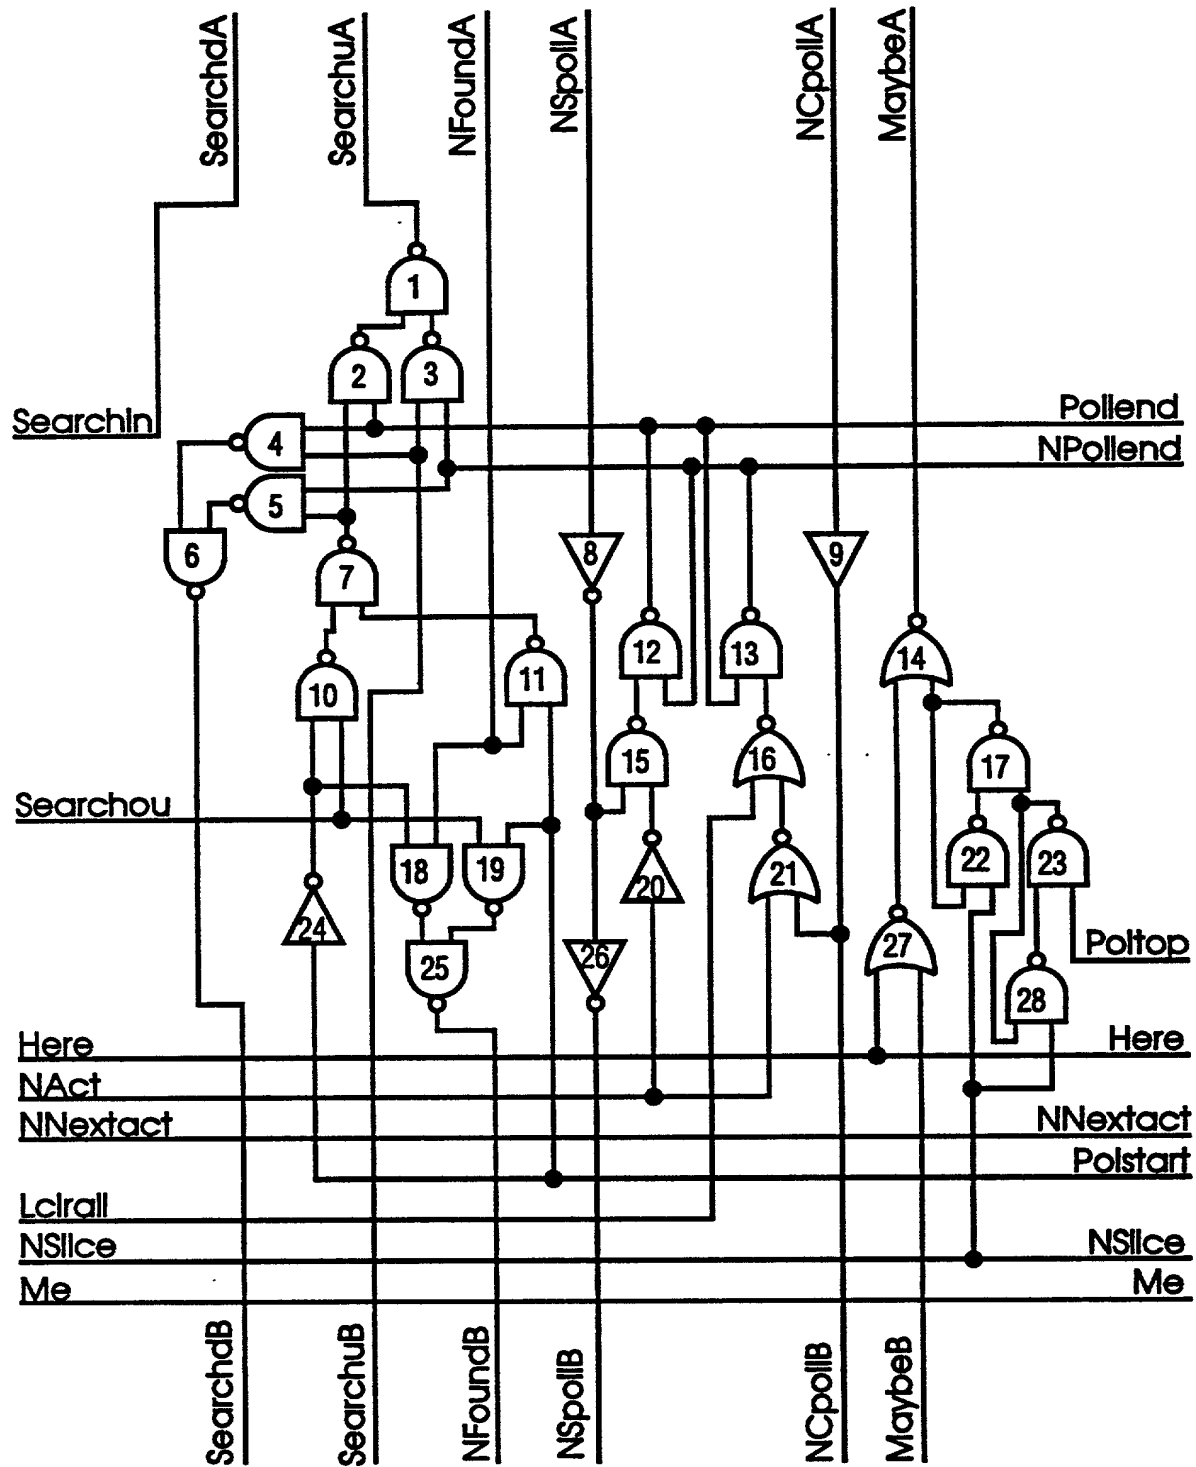 SearchdA
SearchuA
NFoundA
NSpollA
NCpollA
MaybeA
1
2
3
SearchIn
4
Pollend
NPollend
5
6
7
8
9
10
11
12
13
14
15
16
17
Searchou
18
19
20
21
22
23
24
25
26
27
28
Poltop
Here
Here
NAct
NNextact
NNextact
Polstart
Lclrall
NSlice
NSlice
Me
Me
SearchdB
SearchuB
NFoundB
NSpollB
NCpollB
MaybeB